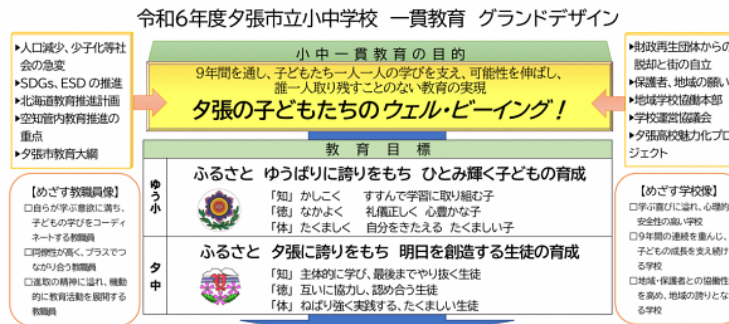 令和6年度夕張市立小中学校 一貫教育 グランドデザイン
▶人口減少、少子化等社
会の急変
▶SDGs、ESDの推進
▶北海道教育推進計画
▶空知管内教育推進の
重点
▶夕張市教育大綱
小中一貫教育の目的
9年間を通し、子どもたち一人一人の学びを支え、可能性を伸ばし、
誰一人取り残すことのない教育の実現
夕張の子どもたちのウェル・ビーイング！
▶財政再生団体からの
脱却と街の自立
▶保護者、地域の願い
▶地域学校協働本部
▶学校運営協議会
▶夕張高校魅力化プロ
ジェクト
教育目標
ゆう小
ふるさと ゆうばりに誇りをもち ひとみ輝く子どもの育成
「知」かしこく すすんで学習に取り組む子
「徳」なかよく 礼儀正しく 心豊かな子
「体」たくましく 自分をきたえる たくましい子
夕中
ふるさと 夕張に誇りをもち 明日を創造する生徒の育成
「知」主体的に学び、最後までやり抜く生徒
「徳」互いに協力し、認め合う生徒
「体」ねばり強く実践する、たくましい生徒
【めざす教職員像】
□自らが学ぶ意欲に満ち、
子どもの学びをコーディ
ネートする教職員
□同僚性が高く、プラスでつ
ながり合う教職員
□進取の精神に溢れ、機動
的に教育活動を展開する
教職員
【めざす学校像】
□学ぶ喜びに溢れ、心理的
安全性の高い学校
□9年間の連続を重んじ、
子どもの成長を支え続け
る学校
□地域・保護者との協働性
を高め、地域の誇りとな
る学校